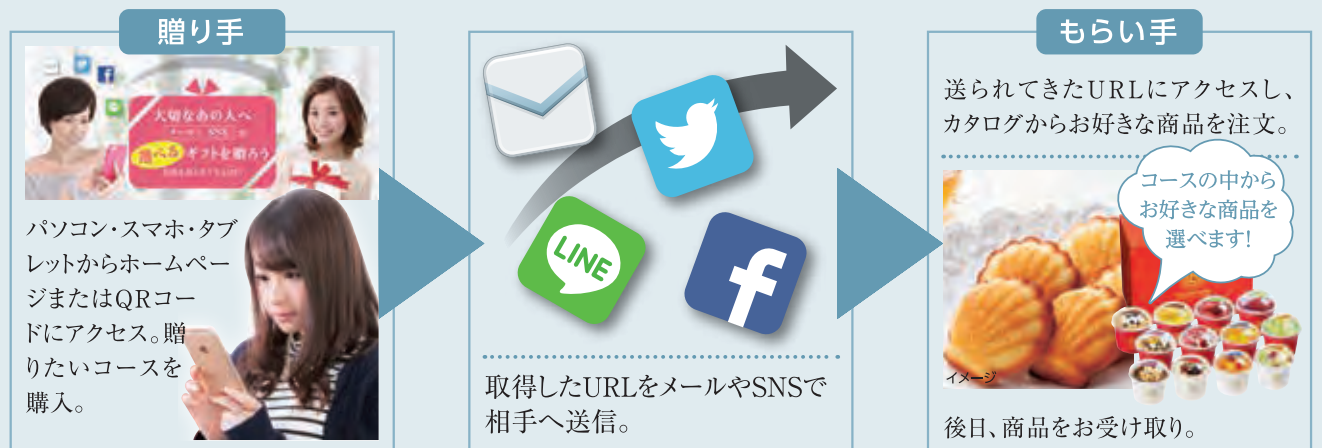 贈り手
大切なあの人へ
選べる ギフトを贈ろう
パソコン・スマホ・タブ
レットからホームペー
ジまたはQRコー
ドにアクセス。贈
りたいコースを
購入。
LINE
取得したURLをメールやSNSで
相手へ送信。
もらい手
送られてきたURLにアクセスし、
カタログからお好きな商品を注文。
コースの中から
お好きな商品を
選べます!
イメージ
後日、商品をお受け取り。